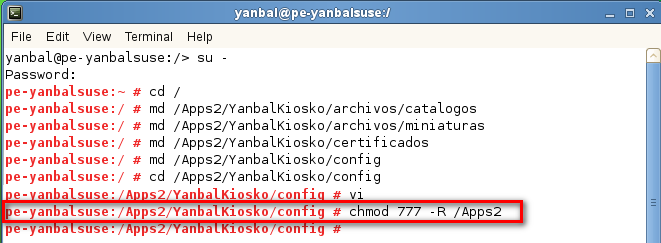 yanbal@pe-yanbalsuse:/
File Edit View Terminal Help
yanbal@pe-yanbalsuse:/> su -
Password:
pe-yanbalsuse:~ # cd /
pe-yanbalsuse:/ # md /Apps2/YanbalKiosko/archivos/catalogos
pe-yanbalsuse:/ # md /Apps2/YanbalKiosko/archivos/miniaturas
pe-yanbalsuse:/ # md /Apps2/YanbalKiosko/certificados
pe-yanbalsuse:/ # md /Apps2/YanbalKiosko/config
pe-yanbalsuse:/ # cd /Apps2/YanbalKiosko/config
pe-yanbalsuse:/Apps2/YanbalKiosko/config # vi
pe-yanbalsuse:/Apps2/YanbalKiosko/config # chmod 777 -R /Apps2
pe-yanbalsuse:/Apps2/YanbalKiosko/config #